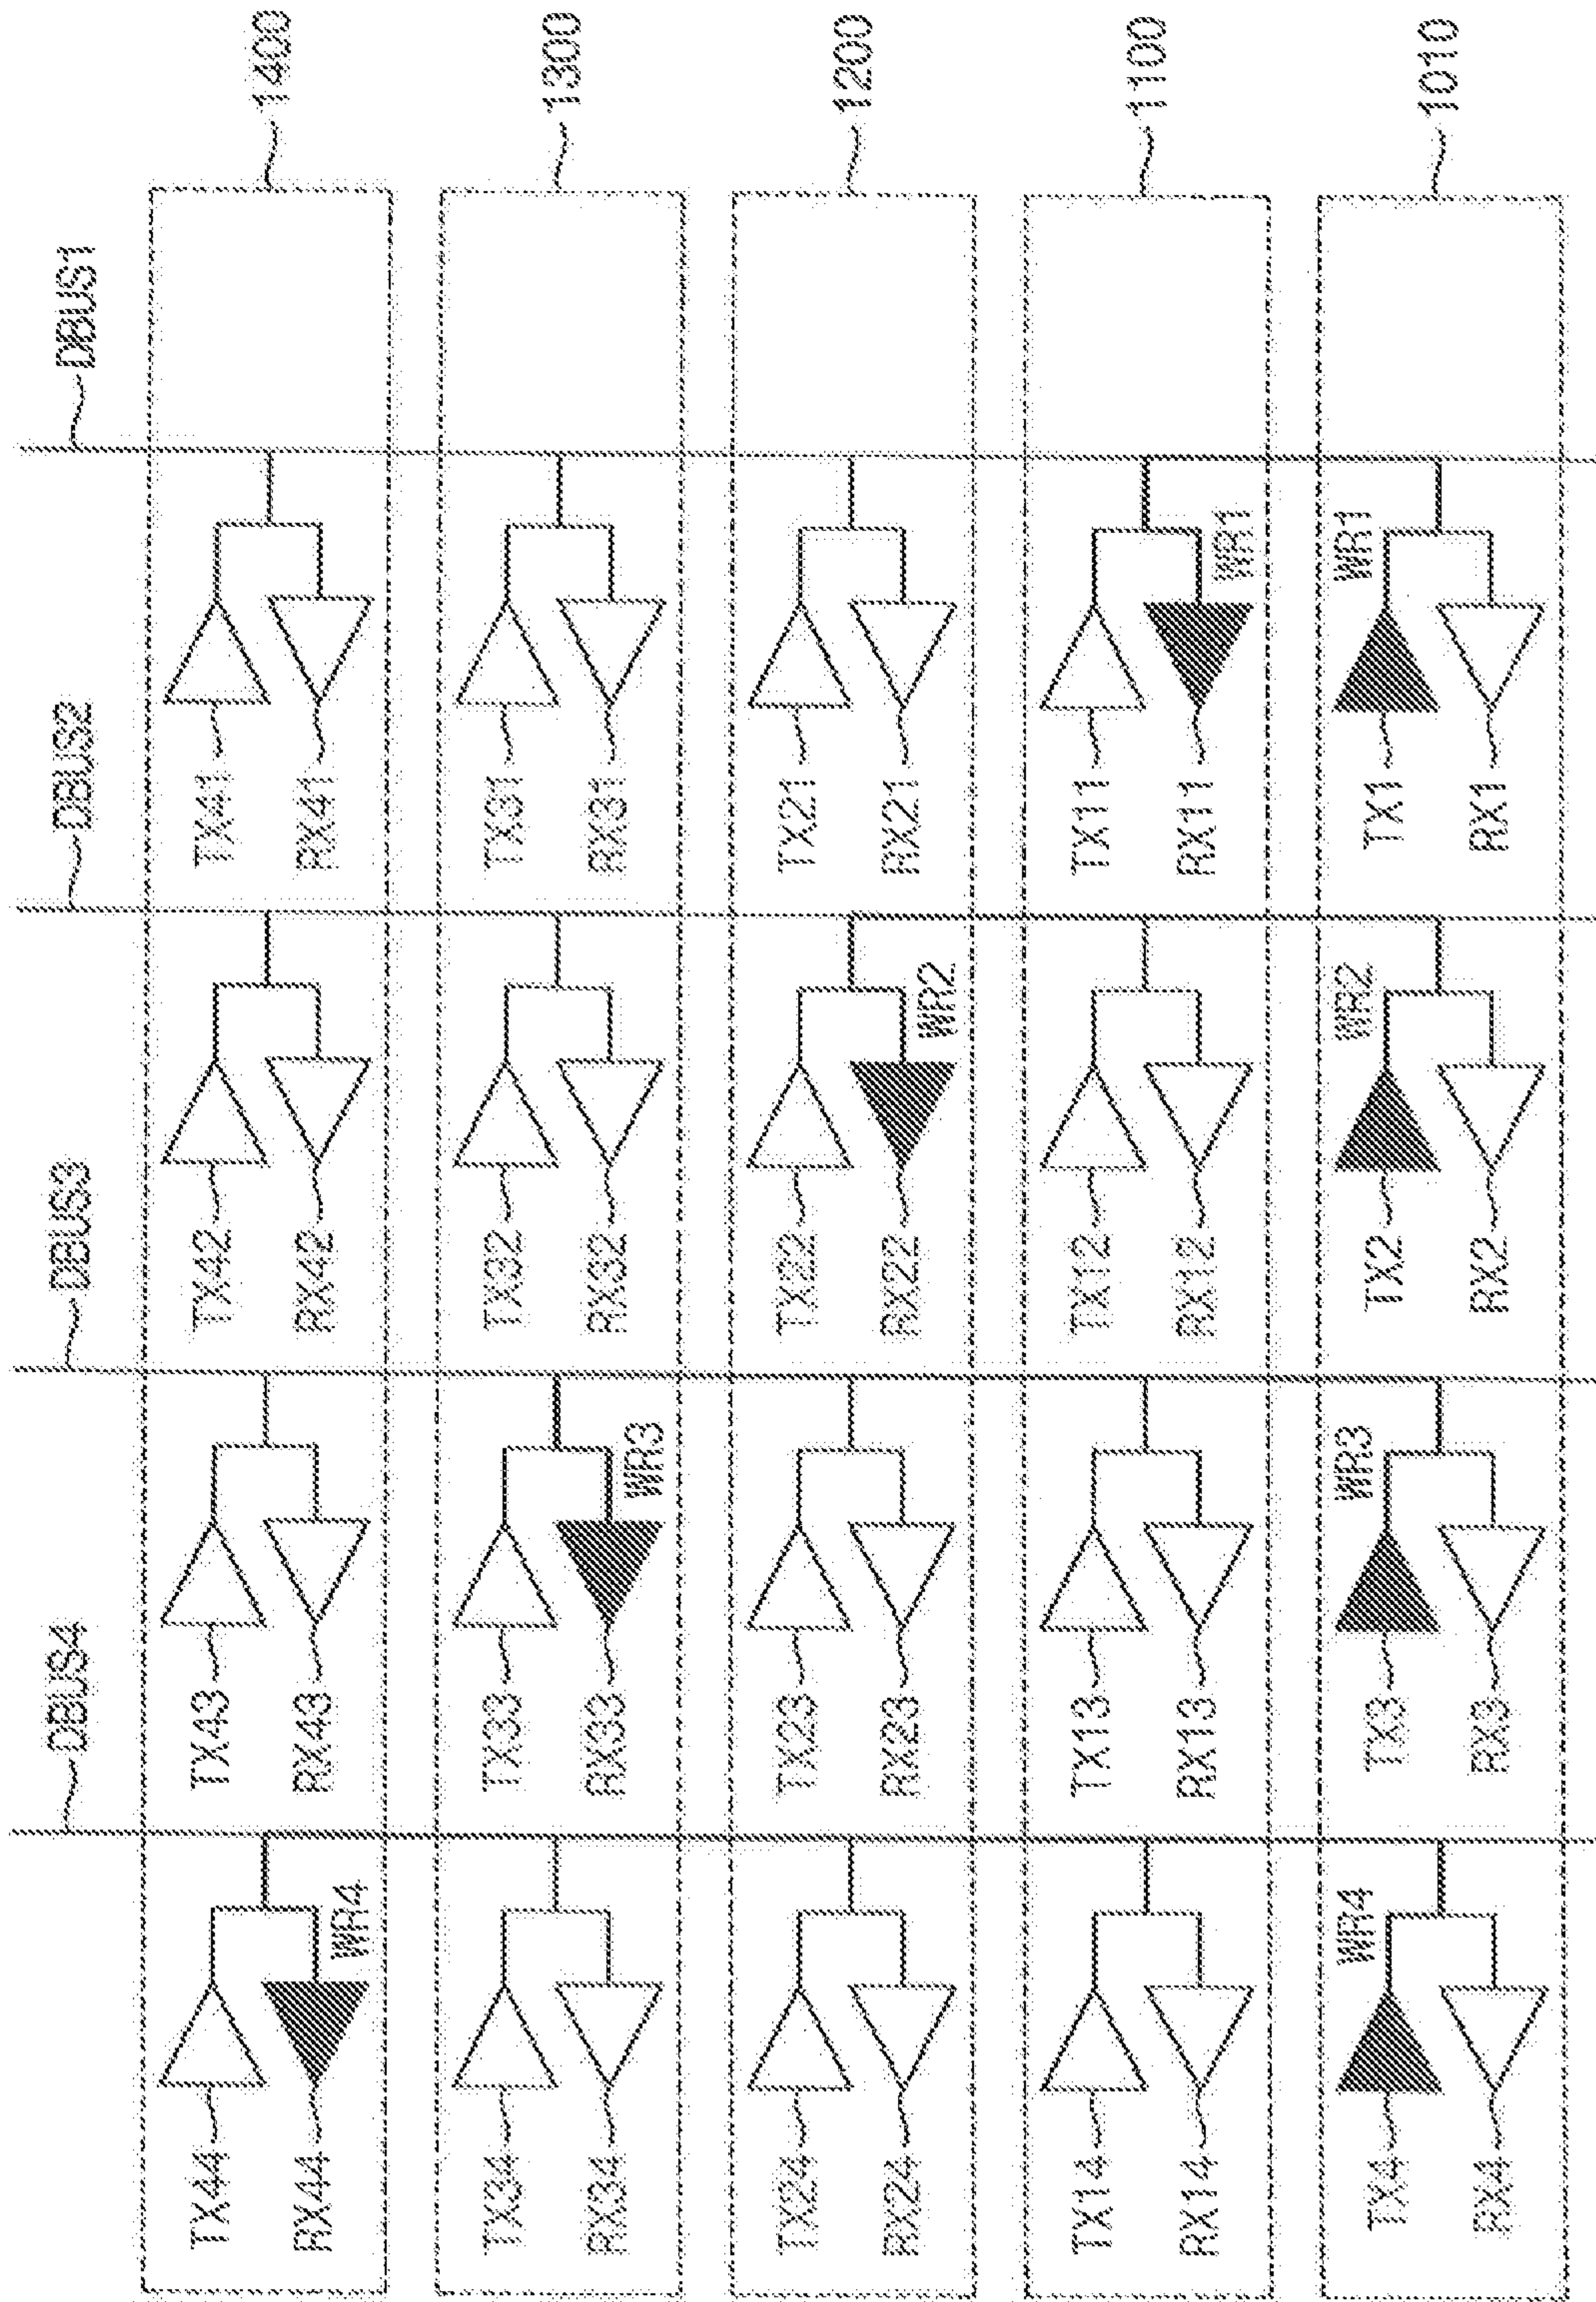 DBUS4 DBUS3 DBUS2 DBUS1
TX44 TX43 TX42 TX41
1400
RX44 RX43 RX42 RX41
WR4
TX34 TX33 TX32 TX31
1300
RX34 RX33 RX32 RX31
WR3
TX24 TX23 TX22 TX21
1200
RX24 RX23 RX22 RX21
WR2
TX14 TX13 TX12 TX11
1100
RX14 RX13 RX12 RX11
WR1
WR4 WR3 WR2 WR1
TX4 TX3 TX2 TX1
1010
RX4 RX3 RX2 RX1